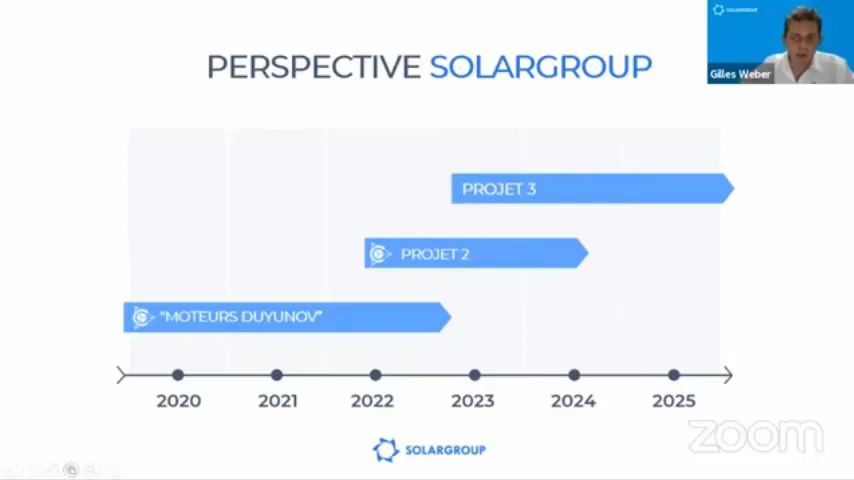 SOLARGROUP
Gilles Weber
PERSPECTIVE SOLARGROUP
PROJET 3
PROJET 2
"MOTEURS DUYUNOV"
2020 2021 2022 2023 2024 2025
SOLARGROUP
zoom